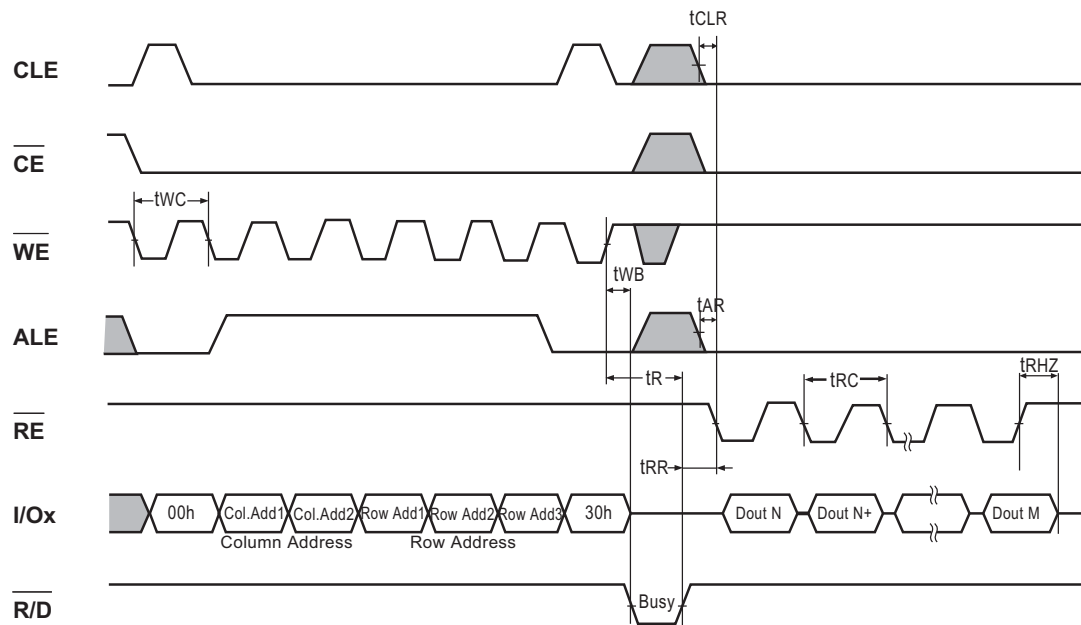 tCLR
CLE
CE
tWC
WE
tWB
tAR
ALE
tR
tRC
tRHZ
RE
tRR
I/Ox
00h
Col.Add1
Col.Add2
Row Add1
Row Add2
Row Add3
30h
Dout N
Dout N+
Dout M
Column Address
Row Address
Busy
R/D